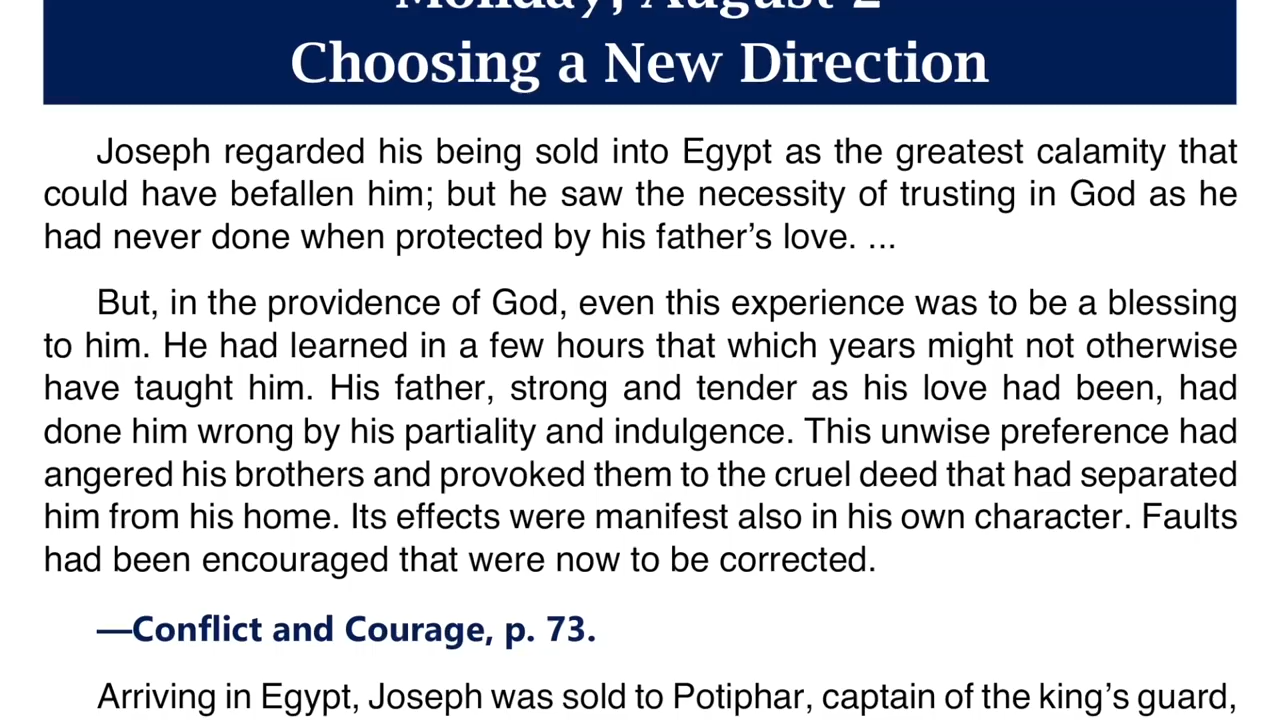 Monday, August 2
Choosing a New Direction
Joseph regarded his being sold into Egypt as the greatest calamity that
could have befallen him; but he saw the necessity of trusting in God as he
had never done when protected by his father’s love. ...
But, in the providence of God, even this experience was to be a blessing
to him. He had learned in a few hours that which years might not otherwise
have taught him. His father, strong and tender as his love had been, had
done him wrong by his partiality and indulgence. This unwise preference had
angered his brothers and provoked them to the cruel deed that had separated
him from his home. Its effects were manifest also in his own character. Faults
had been encouraged that were now to be corrected.
—Conflict and Courage, p. 73.
Arriving in Egypt, Joseph was sold to Potiphar, captain of the king’s guard,